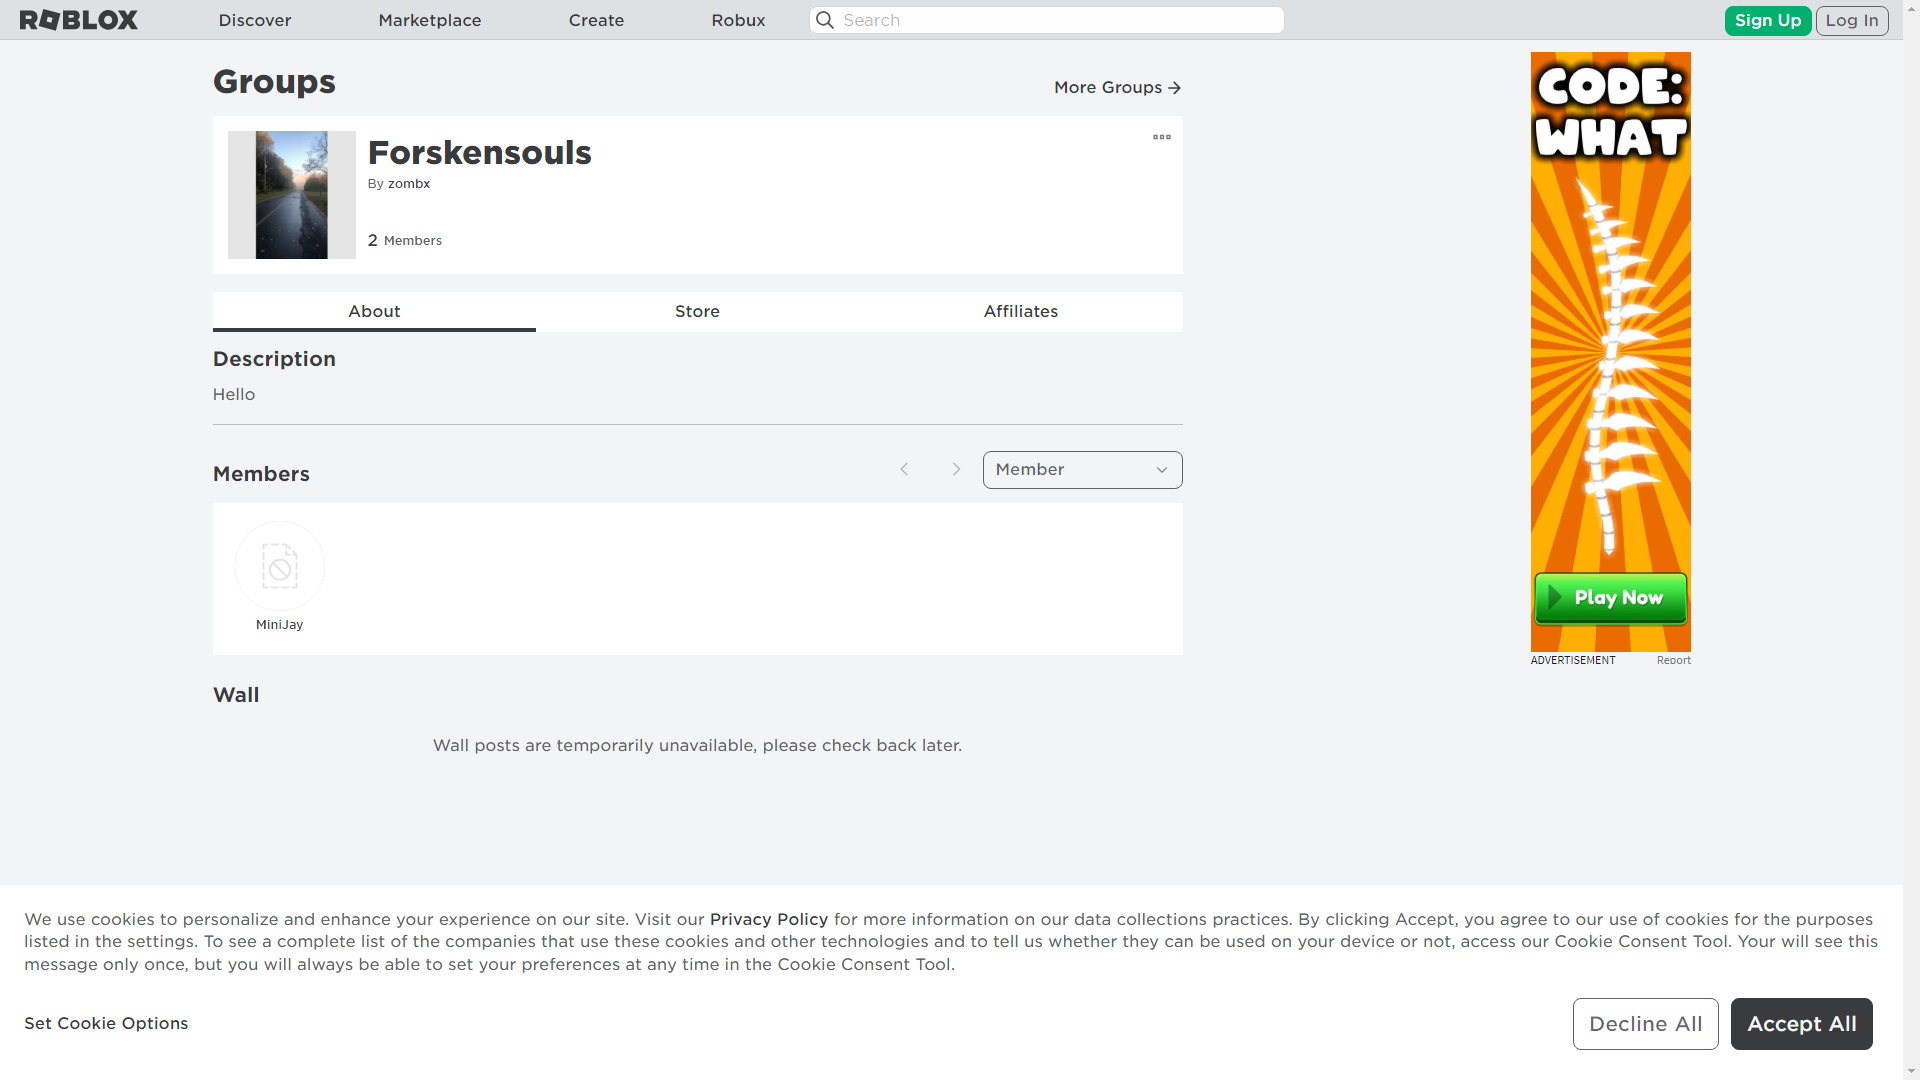 ROBLOX
Discover
Marketplace
Create
Robux
Search
Sign Up
Log In
Groups
More Groups
Forskensouls
By zombx
2 Members
About
Store
Affiliates
Description
Hello
Members
Member
MiniJay
Wall
Wall posts are temporarily unavailable, please check back later.
CODE:
WHAT
Play Now
ADVERTISEMENT
Report
We use cookies to personalize and enhance your experience on our site. Visit our Privacy Policy for more information on our data collections practices. By clicking Accept, you agree to our use of cookies for the purposes
listed in the settings. To see a complete list of the companies that use these cookies and other technologies and to tell us whether they can be used on your device or not, access our Cookie Consent Tool. Your will see this
message only once, but you will always be able to set your preferences at any time in the Cookie Consent Tool.
Set Cookie Options
Decline All
Accept All